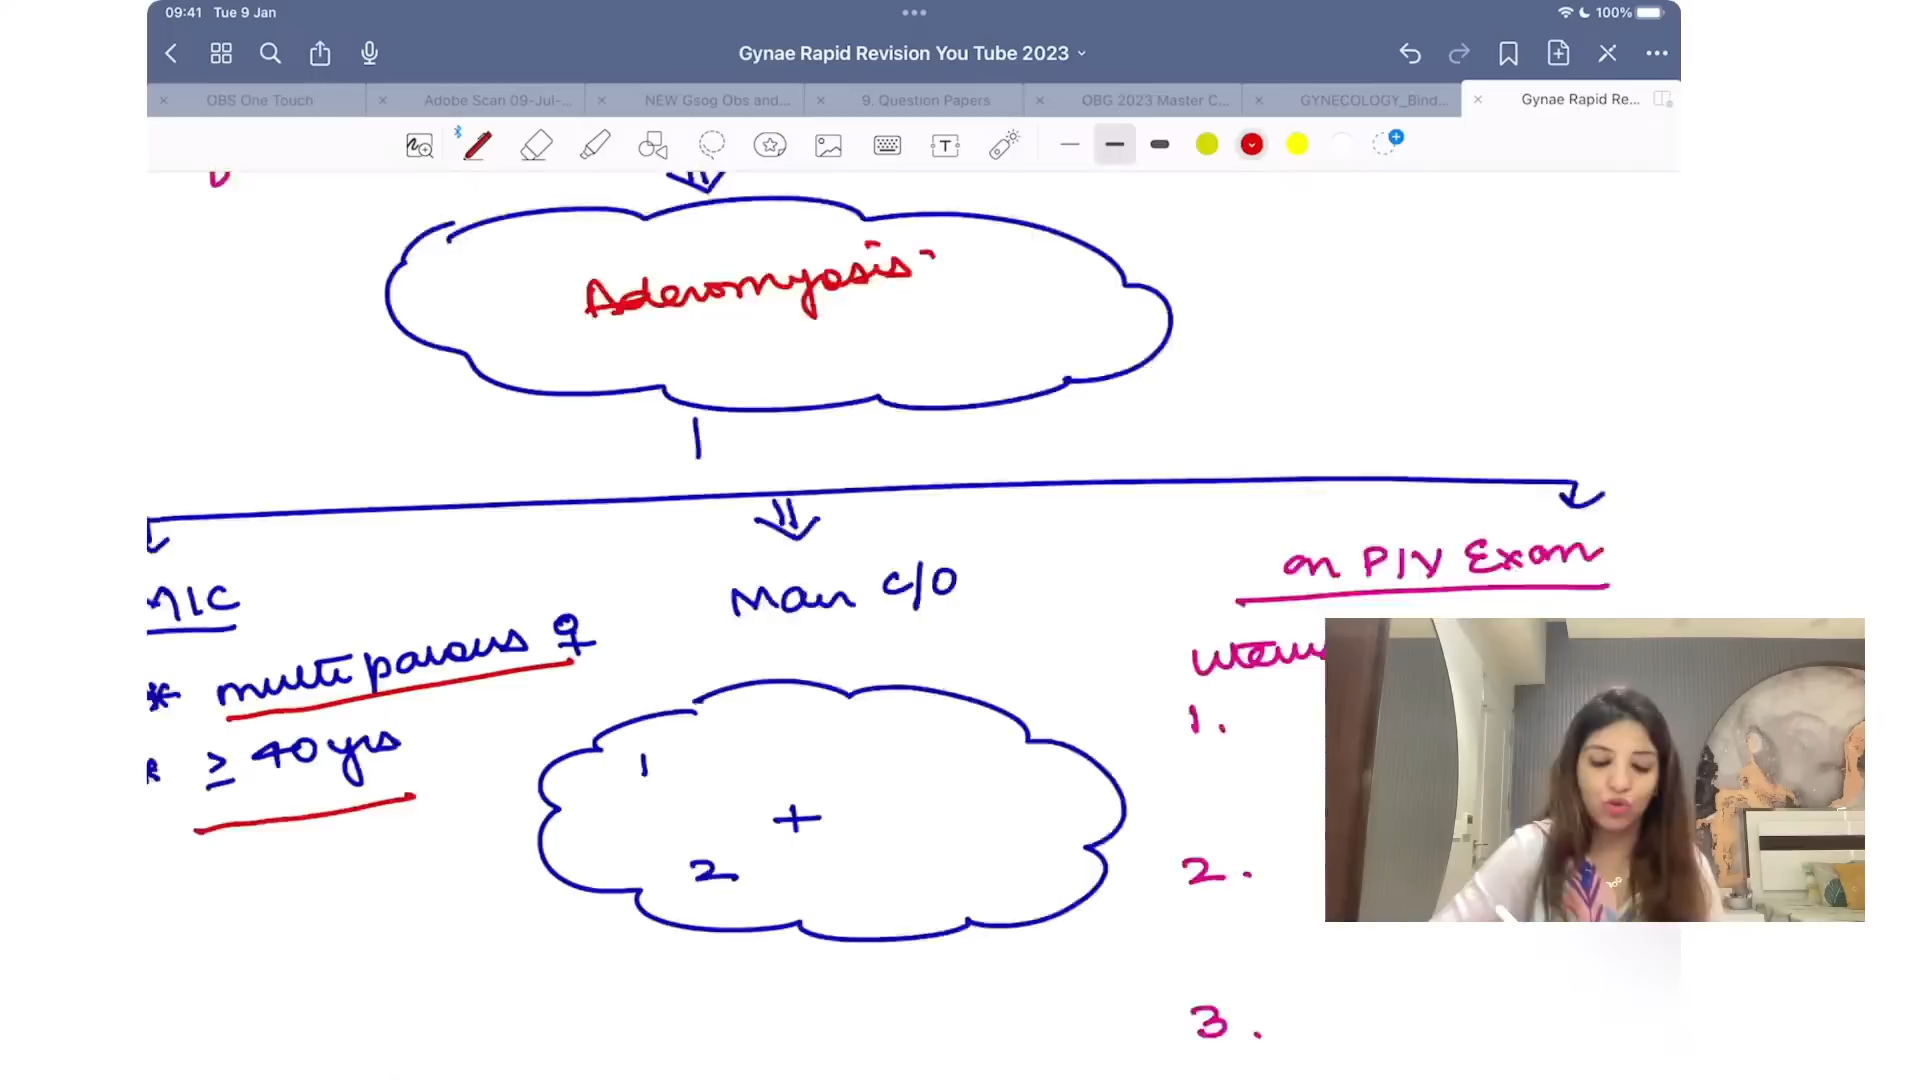 09:41 Tue 9 Jan
100%
Gynae Rapid Revision You Tube 2023
OBS One Touch
Adobe Scan 09-Jul-...
NEW Gsog Obs and...
9. Question Papers
OBG 2023 Master C...
GYNECOLOGY_Bind...
Gynae Rapid Re...
Adenomyosis
MIC
* multiparous ♀
* ≥ 40 yrs
Main C/O
1
+
2
on P/V Exam
uterus
1.
2.
3.